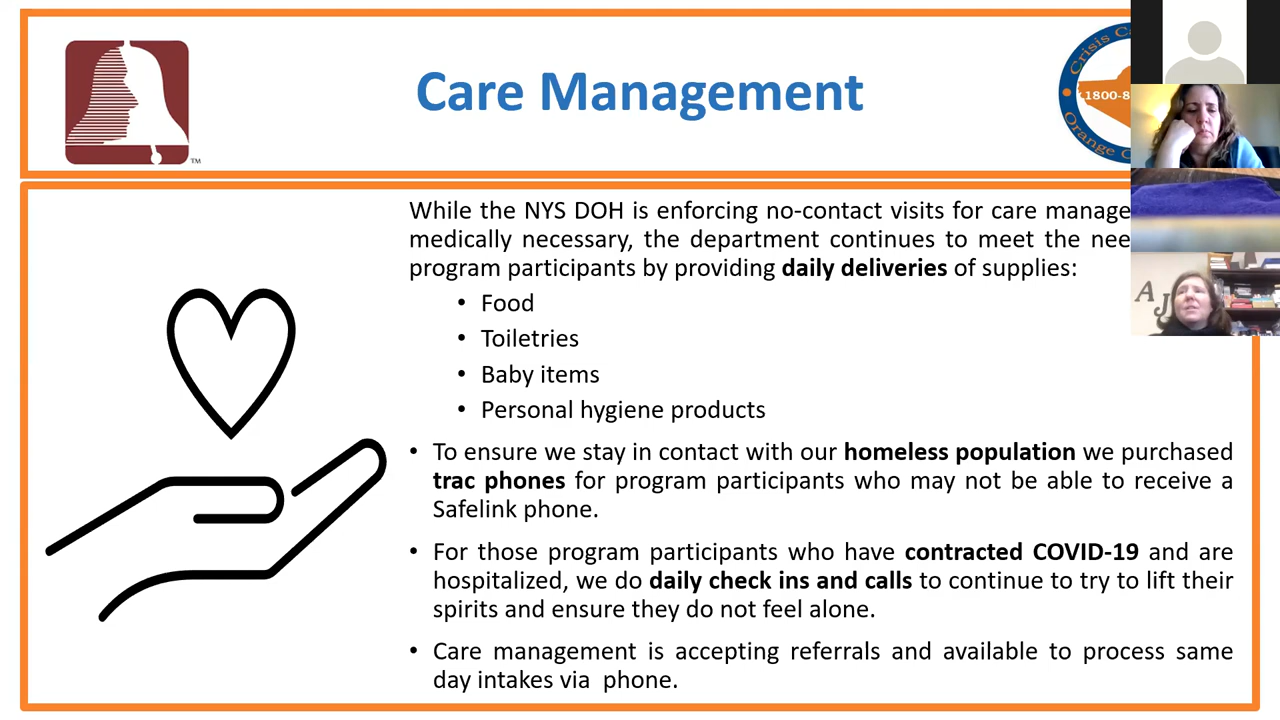 Care Management
TM
Crisis
1800-8
Orange
While the NYS DOH is enforcing no-contact visits for care
medically necessary, the department continues to meet the
program participants by providing daily deliveries of supplies:
• Food
• Toiletries
• Baby items
• Personal hygiene products
• To ensure we stay in contact with our homeless population we purchased
trac phones for program participants who may not be able to receive a
Safelink phone.
• For those program participants who have contracted COVID-19 and are
hospitalized, we do daily check ins and calls to continue to try to lift their
spirits and ensure they do not feel alone.
• Care management is accepting referrals and available to process same
day intakes via phone.
A
J